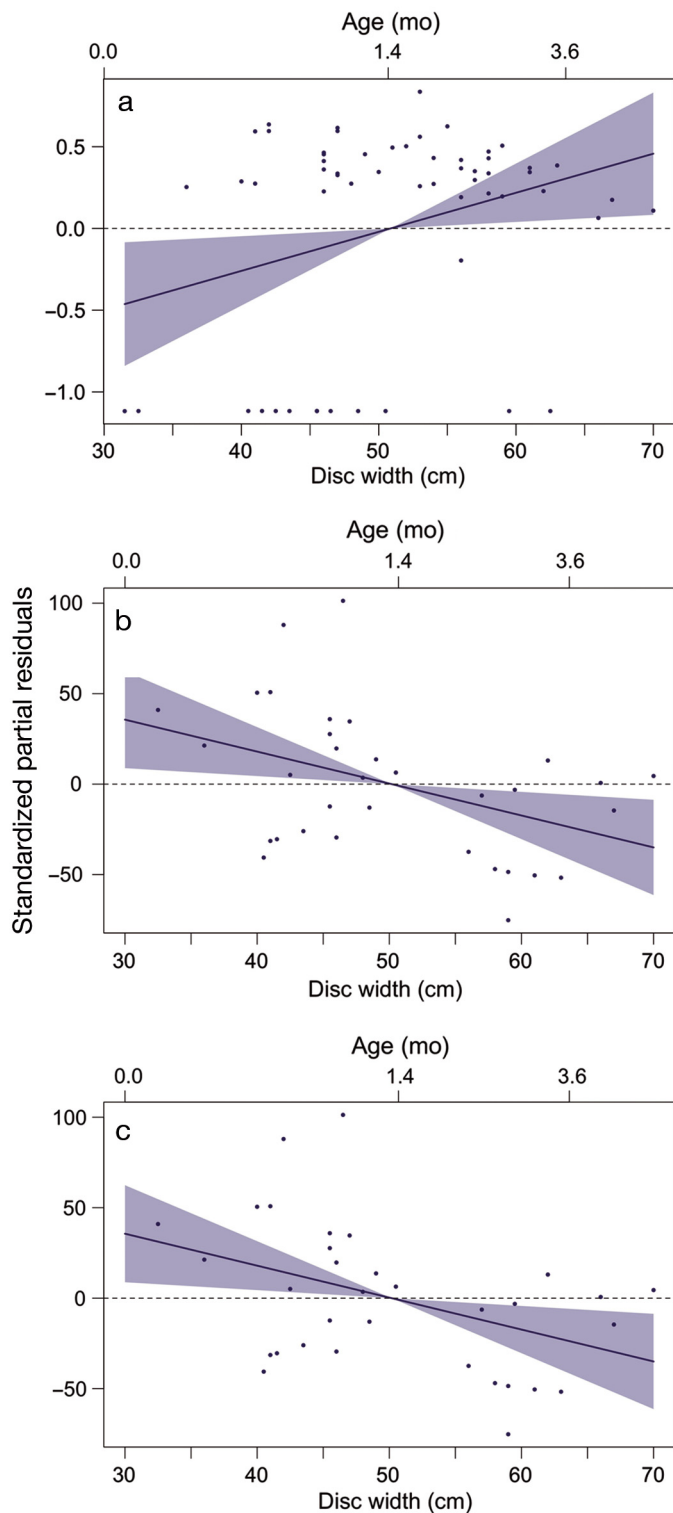 Age (mo)
0.0 1.4 3.6
a
0.5
0.0
−0.5
−1.0
30 40 50 60 70
Disc width (cm)
Age (mo)
0.0 1.4 3.6
b
100
50
0
−50
30 40 50 60 70
Disc width (cm)
Standardized partial residuals
Age (mo)
0.0 1.4 3.6
c
100
50
0
−50
30 40 50 60 70
Disc width (cm)